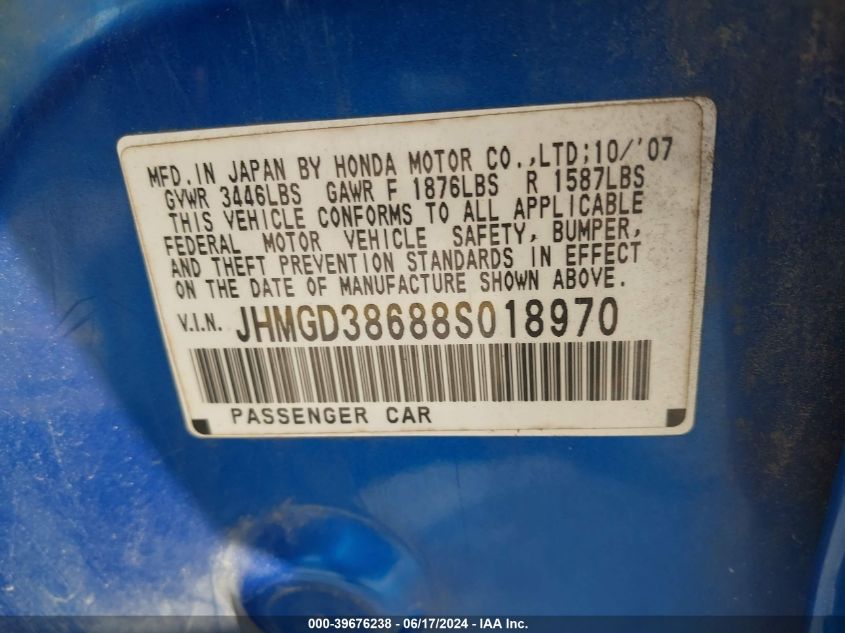 MFD.IN JAPAN BY HONDA MOTOR CO.,LTD;10/'07
GVWR 3446LBS GAWR F 1876LBS R 1587LBS
THIS VEHICLE CONFORMS TO ALL APPLICABLE
FEDERAL MOTOR VEHICLE SAFETY, BUMPER,
AND THEFT PREVENTION STANDARDS IN EFFECT
ON THE DATE OF MANUFACTURE SHOWN ABOVE.
V.I.N. JHMGD38688S018970
PASSENGER CAR
000-39676238 - 06/17/2024 - IAA Inc.